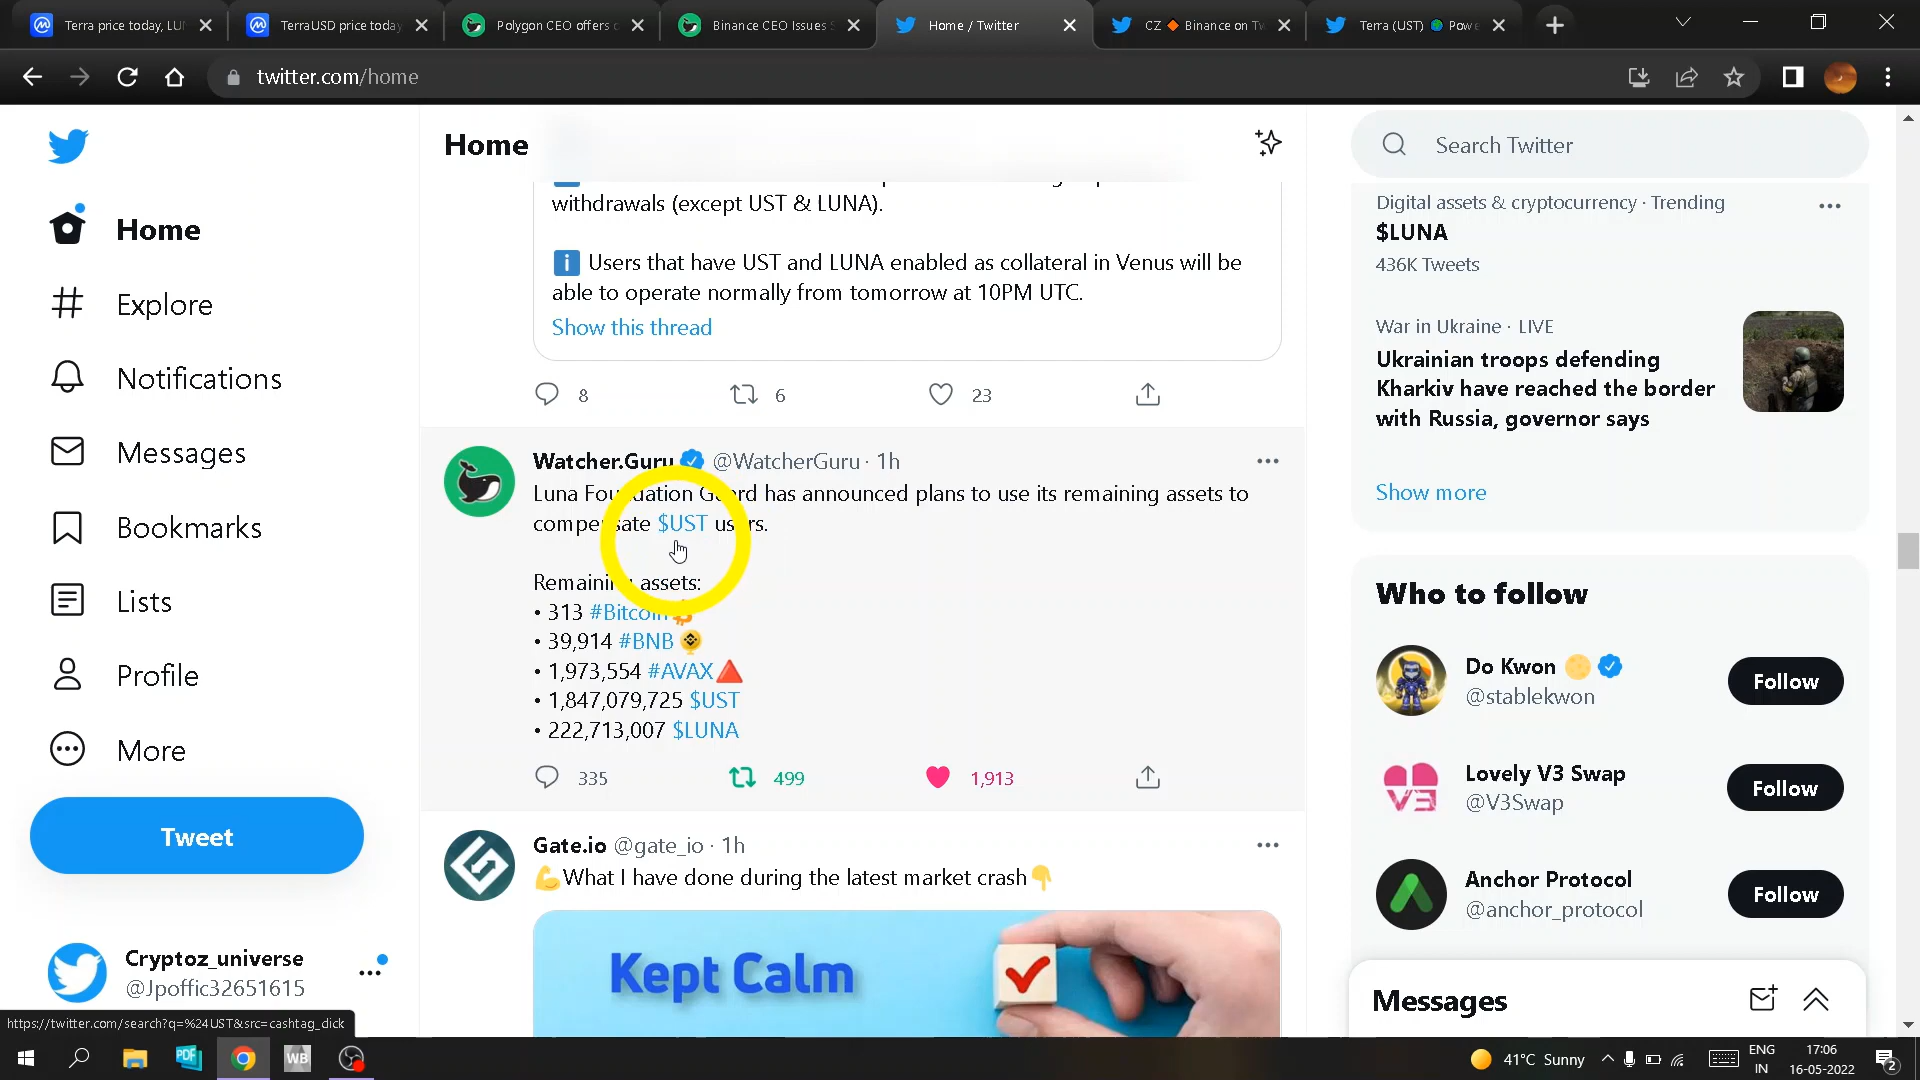 Terra price today, LU
TerraUSD price today
Polygon CEO offers
Binance CEO Issues
Home / Twitter
CZ 🔶 Binance on Tw
Terra (UST) 🌍 Powe
twitter.com/home
Home
Search Twitter
withdrawals (except UST & LUNA).
ℹ️ Users that have UST and LUNA enabled as collateral in Venus will be
able to operate normally from tomorrow at 10PM UTC.
Show this thread
8
6
23
Home
Explore
Notifications
Messages
Bookmarks
Lists
Profile
More
Tweet
Cryptoz_universe
@Jpoffic32651615
Watcher.Guru @WatcherGuru · 1h
Luna Foundation Guard has announced plans to use its remaining assets to
compensate $UST users.
Remaining assets:
• 313 #Bitcoin
• 39,914 #BNB
• 1,973,554 #AVAX🔺
• 1,847,079,725 $UST
• 222,713,007 $LUNA
335
499
1,913
Gate.io @gate_io · 1h
💪What I have done during the latest market crash👇
Kept Calm
Digital assets & cryptocurrency · Trending
$LUNA
436K Tweets
War in Ukraine · LIVE
Ukrainian troops defending
Kharkiv have reached the border
with Russia, governor says
Show more
Who to follow
Do Kwon 🌕
@stablekwon
Follow
Lovely V3 Swap
@V3Swap
Follow
Anchor Protocol
@anchor_protocol
Follow
Messages
https://twitter.com/search?q=%24UST&src=cashtag_click
PDF
WB
41°C Sunny
ENG
IN
17:06
16-05-2022
2